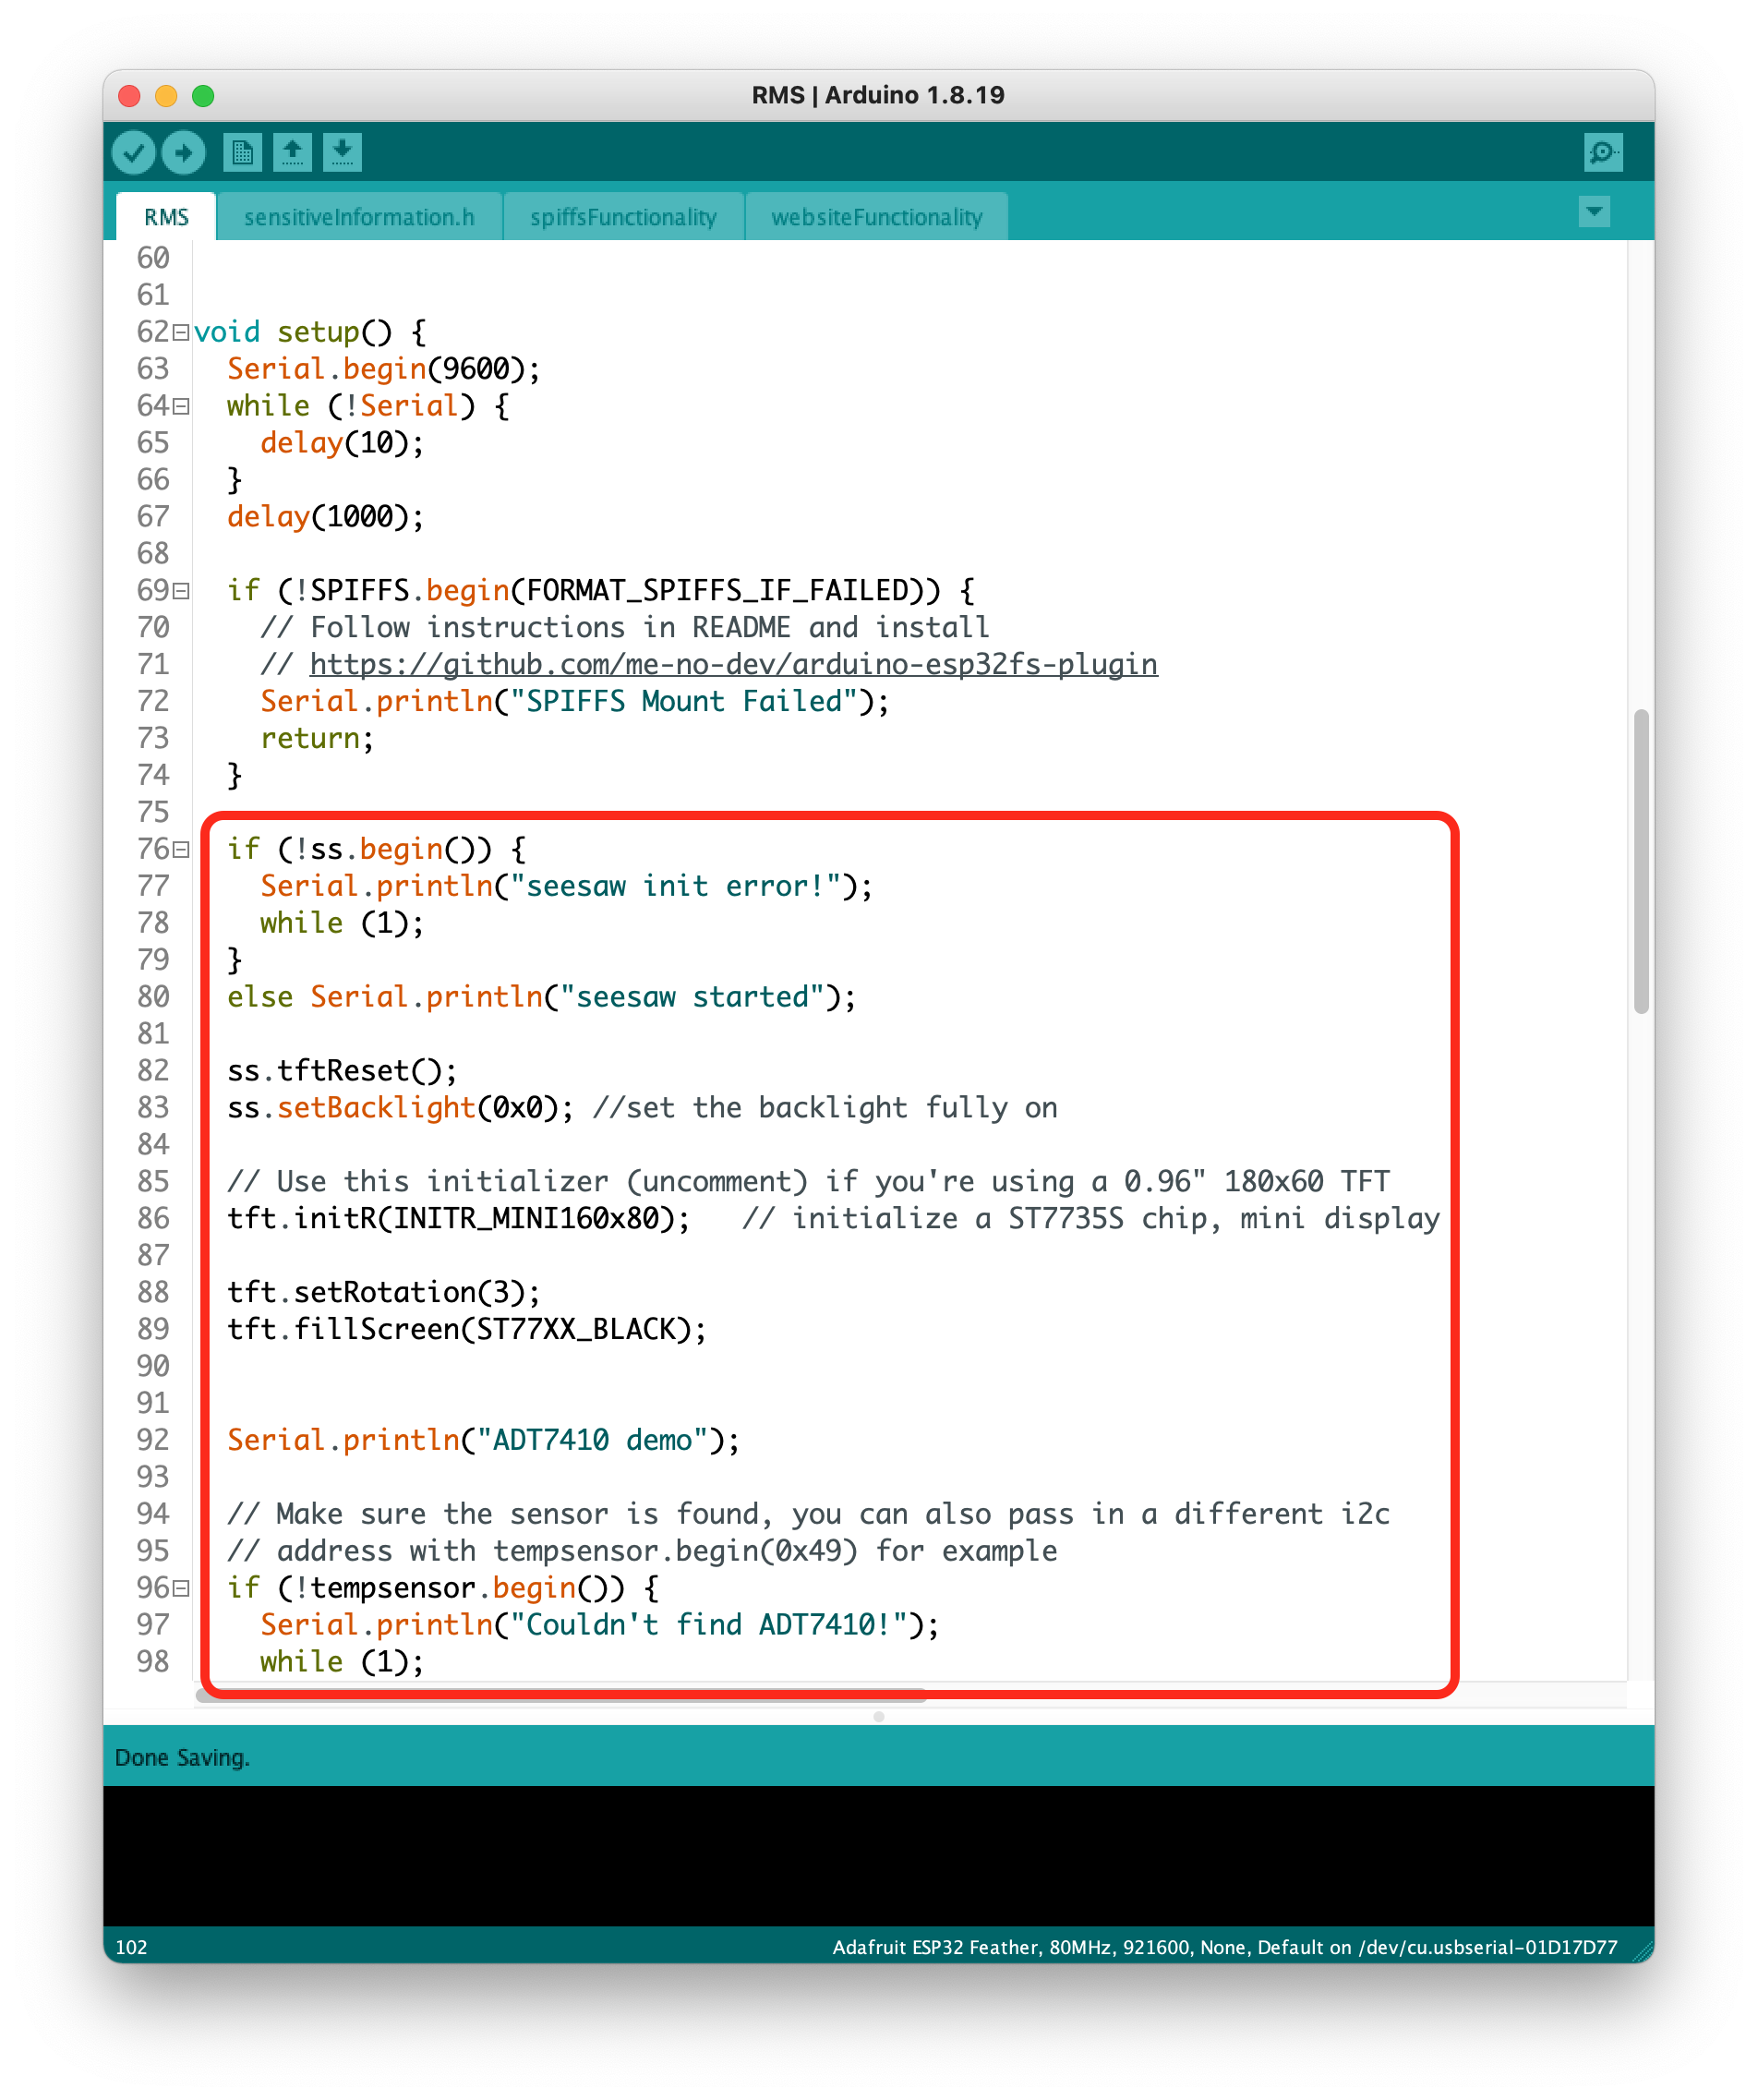 RMS | Arduino 1.8.19
RMS sensitiveInformation.h spiffsFunctionality websiteFunctionality
60
61
62 void setup() {
63   Serial.begin(9600);
64   while (!Serial) {
65     delay(10);
66   }
67   delay(1000);
68
69   if (!SPIFFS.begin(FORMAT_SPIFFS_IF_FAILED)) {
70     // Follow instructions in README and install
71     // https://github.com/me-no-dev/arduino-esp32fs-plugin
72     Serial.println("SPIFFS Mount Failed");
73     return;
74   }
75
76   if (!ss.begin()) {
77     Serial.println("seesaw init error!");
78     while (1);
79   }
80   else Serial.println("seesaw started");
81
82   ss.tftReset();
83   ss.setBacklight(0x0); //set the backlight fully on
84
85   // Use this initializer (uncomment) if you're using a 0.96" 180x60 TFT
86   tft.initR(INITR_MINI160x80);   // initialize a ST7735S chip, mini display
87
88   tft.setRotation(3);
89   tft.fillScreen(ST77XX_BLACK);
90
91
92   Serial.println("ADT7410 demo");
93
94   // Make sure the sensor is found, you can also pass in a different i2c
95   // address with tempsensor.begin(0x49) for example
96   if (!tempsensor.begin()) {
97     Serial.println("Couldn't find ADT7410!");
98     while (1);
Done Saving.
102 Adafruit ESP32 Feather, 80MHz, 921600, None, Default on /dev/cu.usbserial-01D17D77